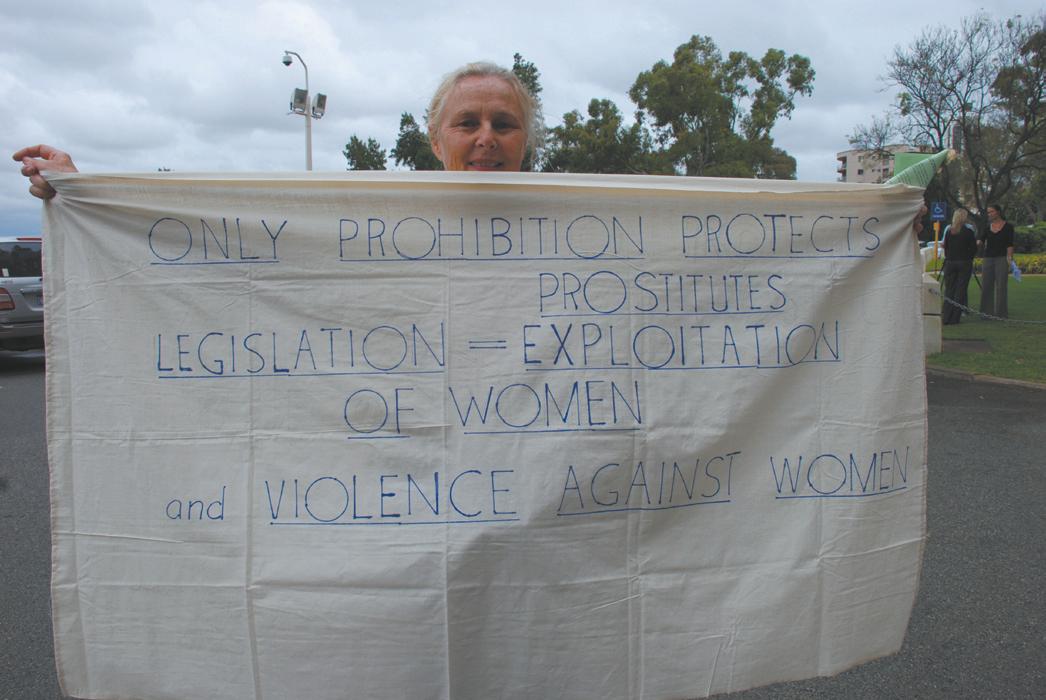 ONLY PROHIBITION PROTECTS
PROSTITUTES
LEGISLATION = EXPLOITATION
OF WOMEN
and VIOLENCE AGAINST WOMEN